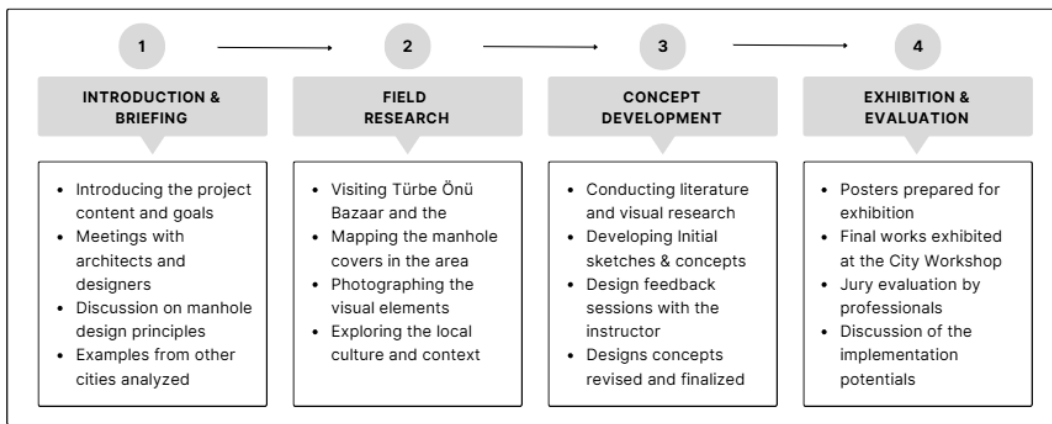 1
2
3
4
INTRODUCTION &
BRIEFING
FIELD
RESEARCH
CONCEPT
DEVELOPMENT
EXHIBITION &
EVALUATION
• Introducing the project
content and goals
• Meetings with
architects and
designers
• Discussion on manhole
design principles
• Examples from other
cities analyzed
• Visiting Türbe Önü
Bazaar and the
• Mapping the manhole
covers in the area
• Photographing the
visual elements
• Exploring the local
culture and context
• Conducting literature
and visual research
• Developing Initial
sketches & concepts
• Design feedback
sessions with the
instructor
• Designs concepts
revised and finalized
• Posters prepared for
exhibition
• Final works exhibited
at the City Workshop
• Jury evaluation by
professionals
• Discussion of the
implementation
potentials